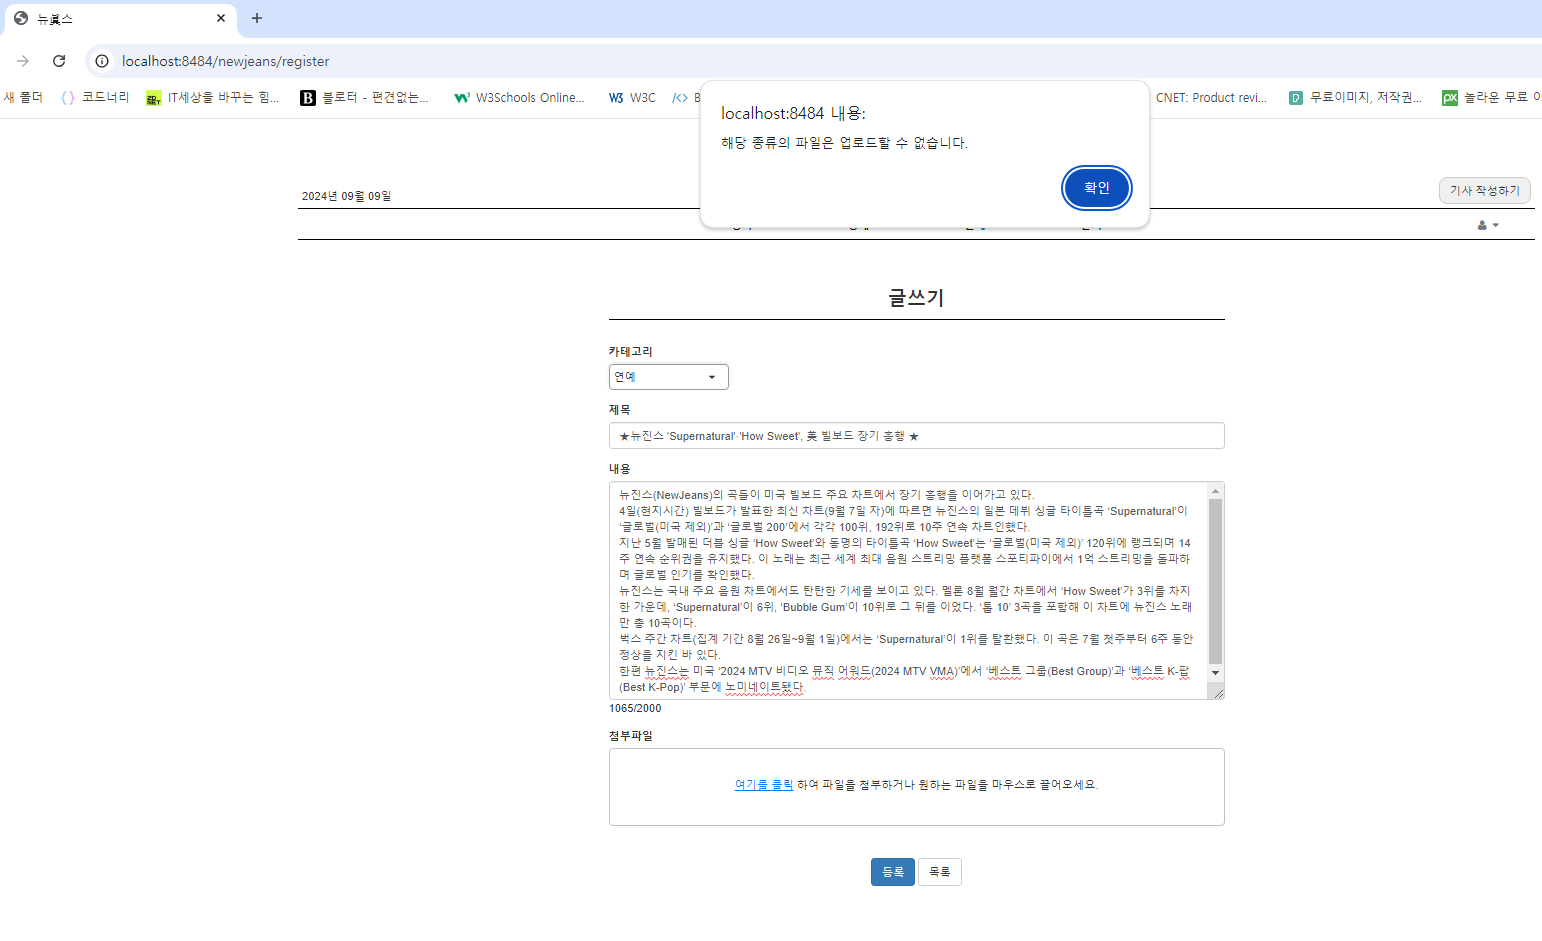 뉴眞스
localhost:8484/newjeans/register
새 폴더
코드너리
IT세상을 바꾸는 힘...
블로터 - 편견없는...
W3Schools Online...
W3C
CNET: Product revi...
무료이미지, 저작권...
놀라운 무료 이
localhost:8484 내용:
해당 종류의 파일은 업로드할 수 없습니다.
확인
2024년 09월 09일
기사 작성하기
글쓰기
카테고리
연예
제목
★뉴진스 'Supernatural'·'How Sweet', 美 빌보드 장기 흥행 ★
내용
뉴진스(NewJeans)의 곡들이 미국 빌보드 주요 차트에서 장기 흥행을 이어가고 있다.
4일(현지시간) 빌보드가 발표한 최신 차트(9월 7일 자)에 따르면 뉴진스의 일본 데뷔 싱글 타이틀곡 ‘Supernatural’이
‘글로벌(미국 제외)’과 ‘글로벌 200’에서 각각 100위, 192위로 10주 연속 차트인했다.
지난 5월 발매된 더블 싱글 ‘How Sweet’와 동명의 타이틀곡 ‘How Sweet’는 ‘글로벌(미국 제외)’ 120위에 랭크되며 14
주 연속 순위권을 유지했다. 이 노래는 최근 세계 최대 음원 스트리밍 플랫폼 스포티파이에서 1억 스트리밍을 돌파하
며 글로벌 인기를 확인했다.
뉴진스는 국내 주요 음원 차트에서도 탄탄한 기세를 보이고 있다. 멜론 8월 월간 차트에서 ‘How Sweet’가 3위를 차지
한 가운데, ‘Supernatural’이 6위, ‘Bubble Gum’이 10위로 그 뒤를 이었다. ‘톱 10’ 3곡을 포함해 이 차트에 뉴진스 노래
만 총 10곡이다.
벅스 주간 차트(집계 기간 8월 26일~9월 1일)에서는 ‘Supernatural’이 1위를 탈환했다. 이 곡은 7월 첫주부터 6주 동안
정상을 지킨 바 있다.
한편 뉴진스는 미국 ‘2024 MTV 비디오 뮤직 어워드(2024 MTV VMA)’에서 ‘베스트 그룹(Best Group)’과 ‘베스트 K-팝
(Best K-Pop)’ 부문에 노미네이트됐다.
1065/2000
첨부파일
여기를 클릭 하여 파일을 첨부하거나 원하는 파일을 마우스로 끌어오세요.
등록
목록